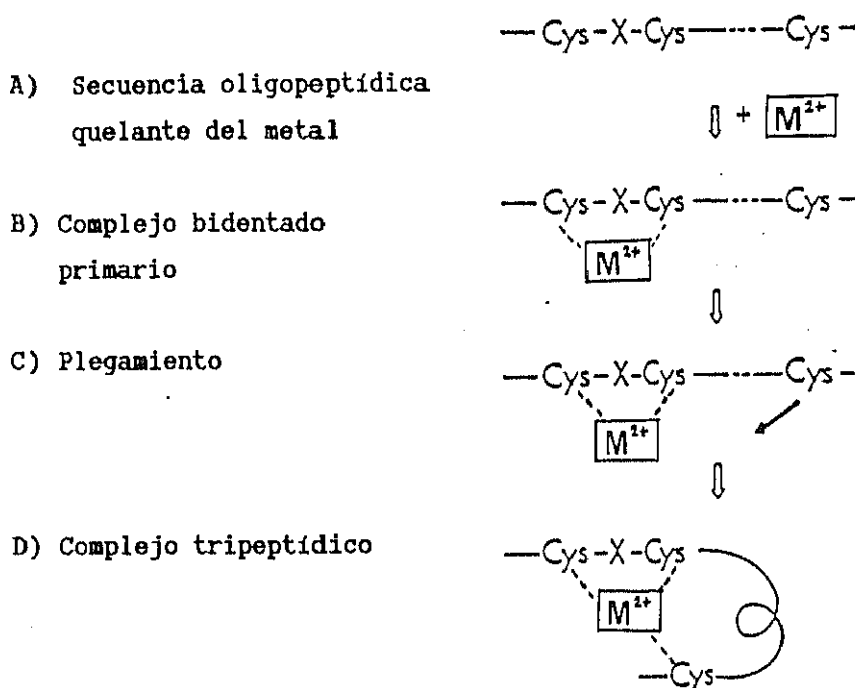 — Cys–X–Cys —---— Cys —
A) Secuencia oligopeptídica
quelante del metal
⇩ + M²⁺
B) Complejo bidentado
primario
— Cys–X–Cys —---— Cys —
M²⁺
⇩
C) Plegamiento
— Cys–X–Cys —---— Cys —
M²⁺
⇩
D) Complejo tripeptídico
— Cys–X–Cys
M²⁺
— Cys